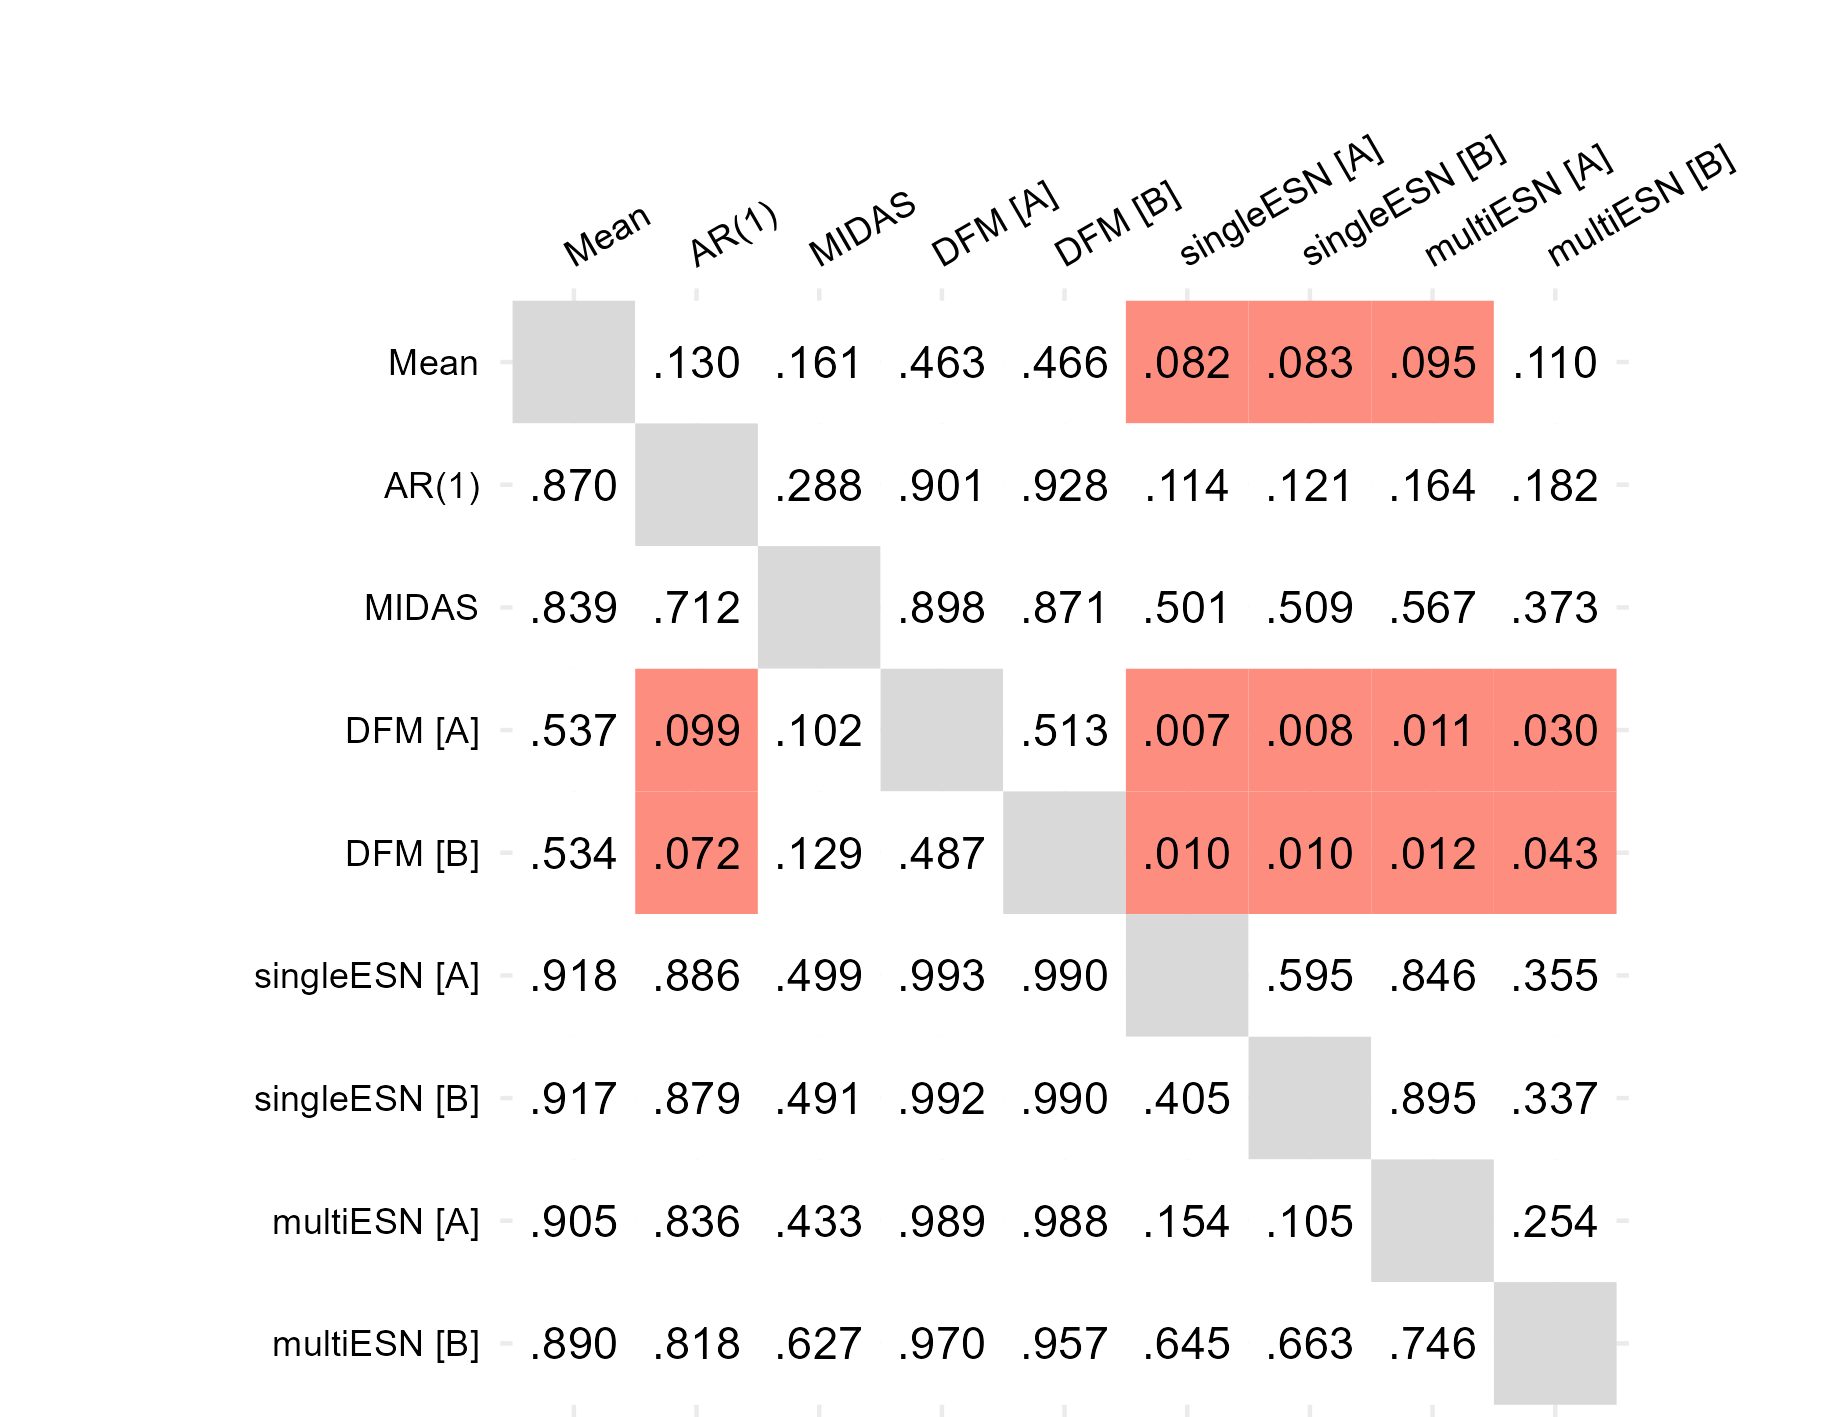 Mean AR(1) MIDAS DFM [A] DFM [B] singleESN [A] singleESN [B] multiESN [A] multiESN [B]
Mean .130 .161 .463 .466 .082 .083 .095 .110
AR(1) .870 .288 .901 .928 .114 .121 .164 .182
MIDAS .839 .712 .898 .871 .501 .509 .567 .373
DFM [A] .537 .099 .102 .513 .007 .008 .011 .030
DFM [B] .534 .072 .129 .487 .010 .010 .012 .043
singleESN [A] .918 .886 .499 .993 .990 .595 .846 .355
singleESN [B] .917 .879 .491 .992 .990 .405 .895 .337
multiESN [A] .905 .836 .433 .989 .988 .154 .105 .254
multiESN [B] .890 .818 .627 .970 .957 .645 .663 .746